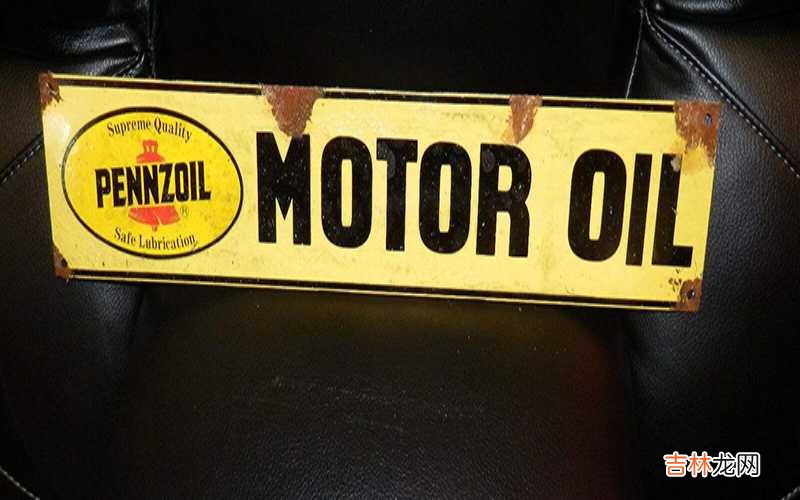 Supreme Quality
PENNZOIL
®
Safe Lubrication
MOTOR OIL
吉林龙网